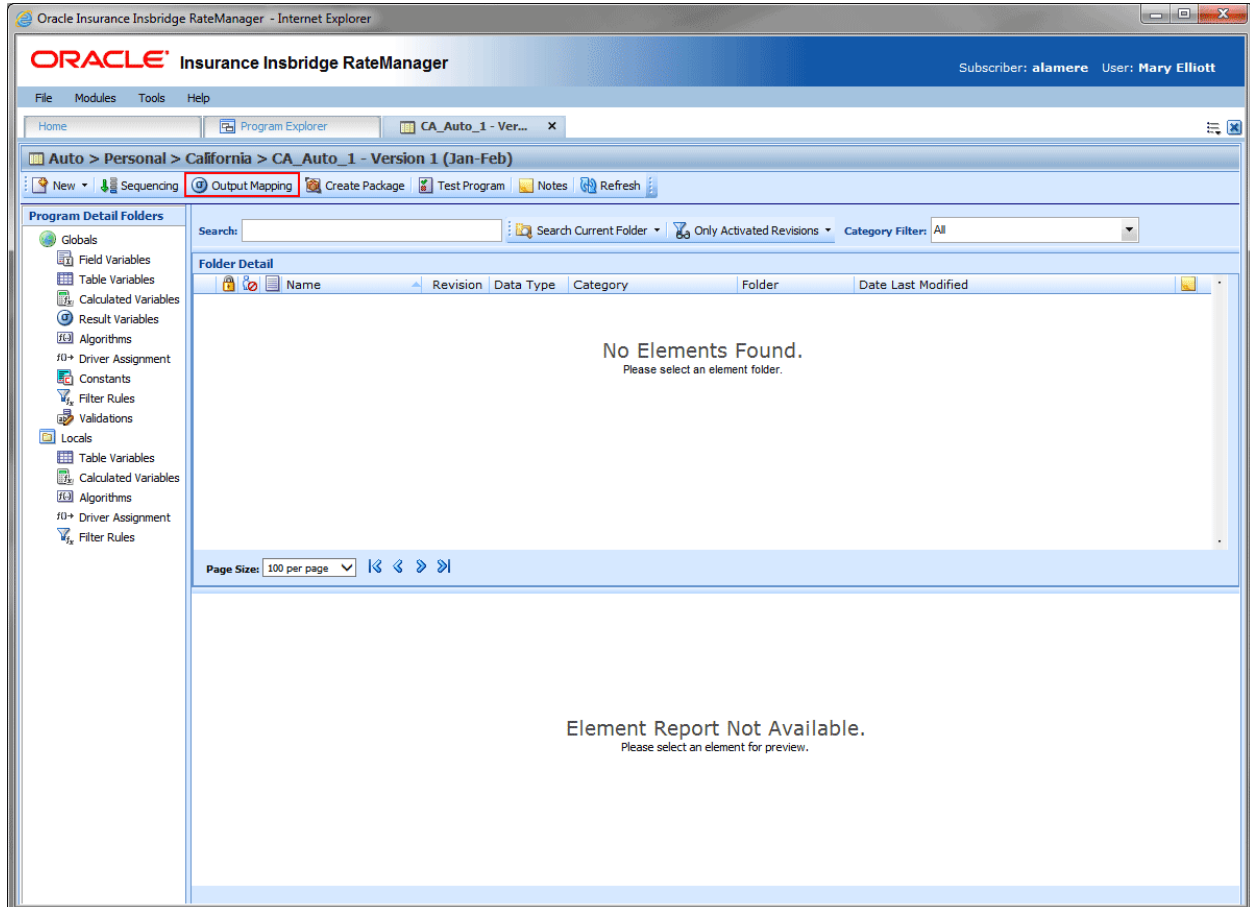 Oracle Insurance Insbridge RateManager - Internet Explorer
ORACLE® Insurance Insbridge RateManager
Subscriber: alamere User: Mary Elliott
File Modules Tools Help
Home Program Explorer CA_Auto_1 - Ver... x
Auto > Personal > California > CA_Auto_1 - Version 1 (Jan-Feb)
New Sequencing Output Mapping Create Package Test Program Notes Refresh
Program Detail Folders
Globals
Field Variables
Table Variables
Calculated Variables
Result Variables
Algorithms
Driver Assignment
Constants
Filter Rules
Validations
Locals
Table Variables
Calculated Variables
Algorithms
Driver Assignment
Filter Rules
Search: Search Current Folder Only Activated Revisions Category Filter: All
Folder Detail
Name Revision Data Type Category Folder Date Last Modified
No Elements Found.
Please select an element folder.
Page Size: 100 per page
Element Report Not Available.
Please select an element for preview.